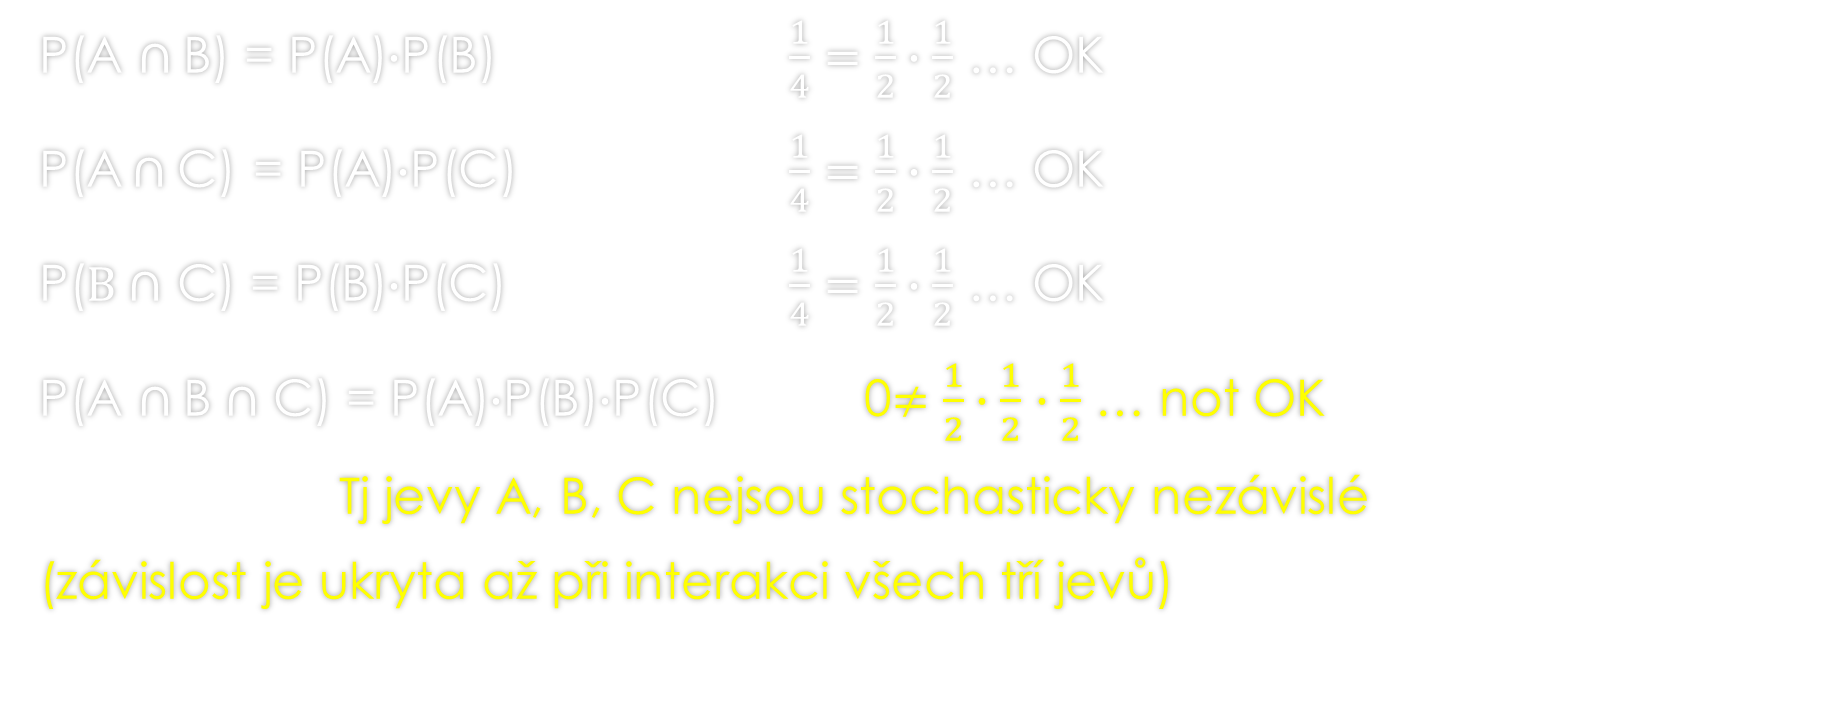 P(A ∩ B) = P(A)·P(B) 1/4 = 1/2 · 1/2 ... OK
P(A ∩ C) = P(A)·P(C) 1/4 = 1/2 · 1/2 ... OK
P(B ∩ C) = P(B)·P(C) 1/4 = 1/2 · 1/2 ... OK
P(A ∩ B ∩ C) = P(A)·P(B)·P(C) 0≠ 1/2 · 1/2 · 1/2 ... not OK
Tj jevy A, B, C nejsou stochasticky nezávislé
(závislost je ukryta až při interakci všech tří jevů)